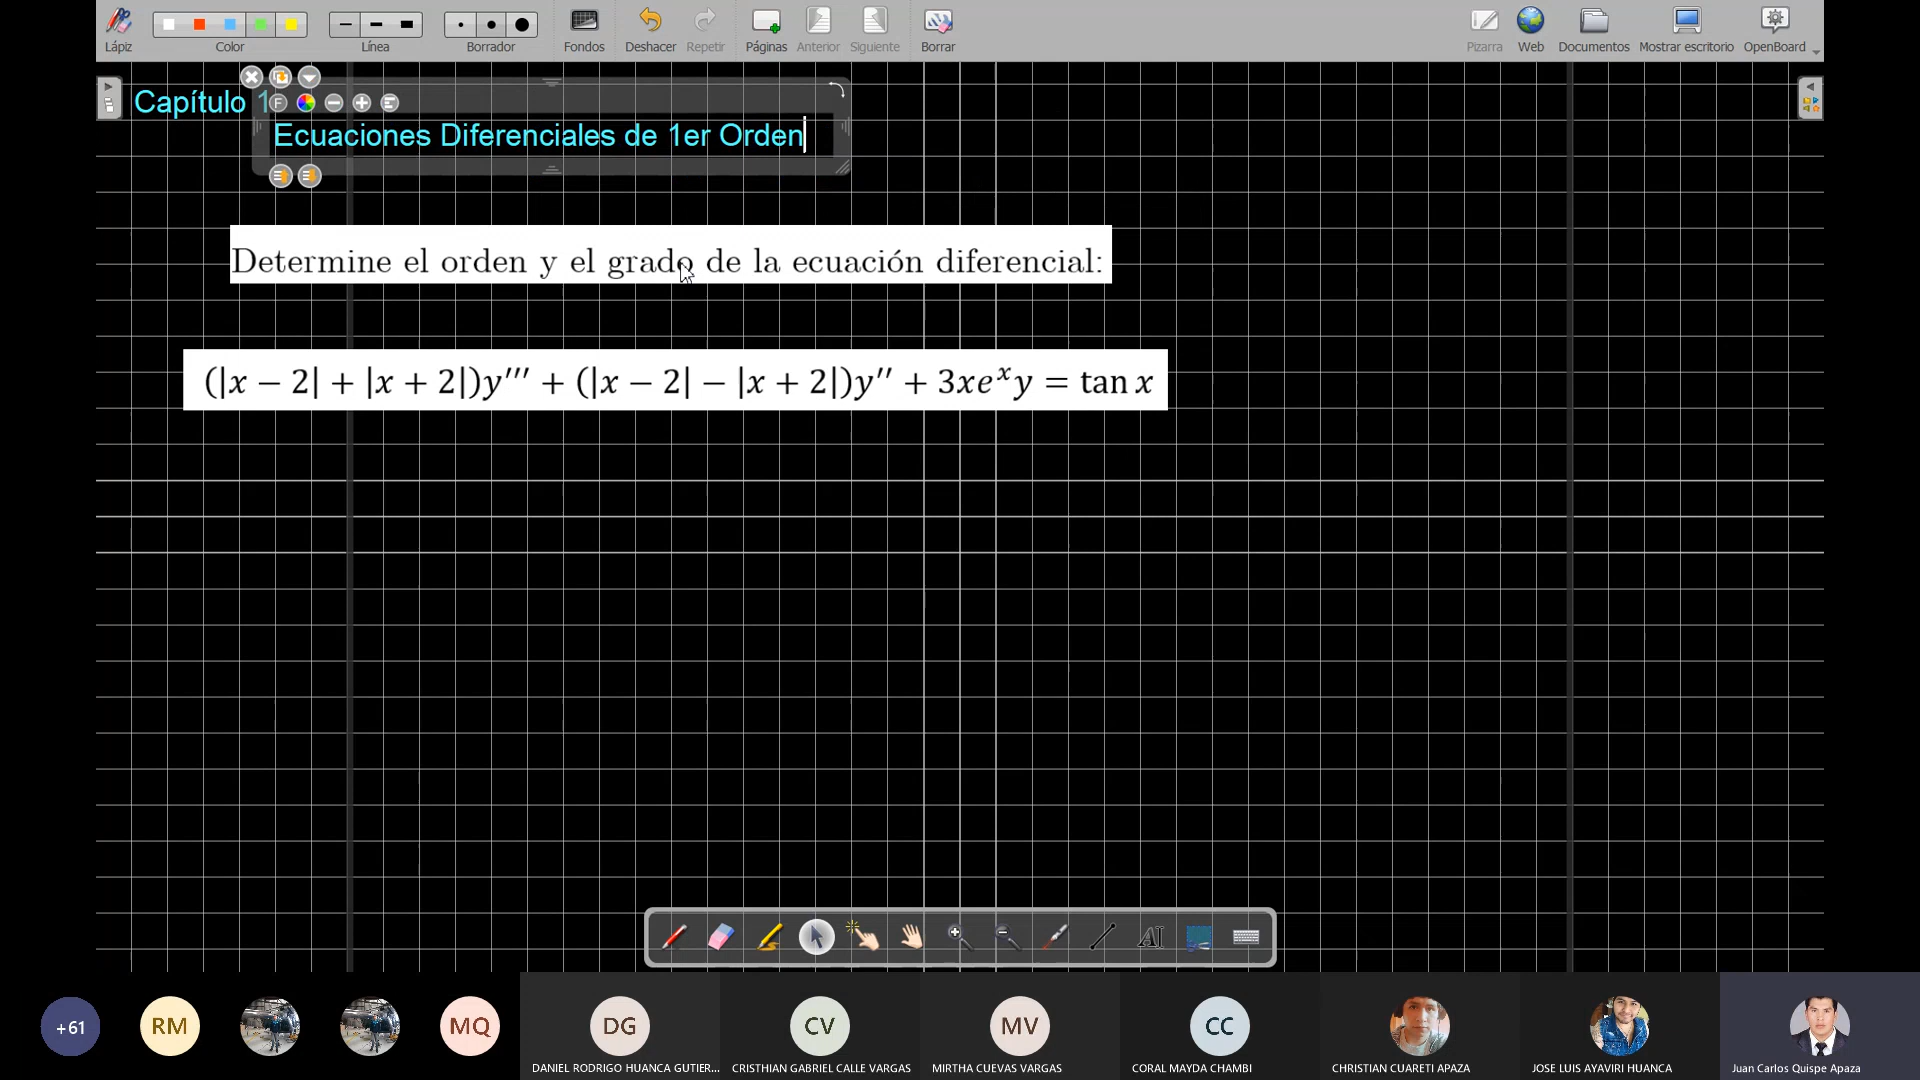 Lápiz
Color
Línea
Borrador
Fondos
Deshacer
Repetir
Páginas
Anterior
Siguiente
Borrar
Pizarra
Web
Documentos
Mostrar escritorio
OpenBoard
Capítulo 1
F
Ecuaciones Diferenciales de 1er Orden
Determine el orden y el grado de la ecuación diferencial:
(|x − 2| + |x + 2|)y′′′ + (|x − 2| − |x + 2|)y′′ + 3xeˣy = tan x
AI
+61
RM
MQ
DG
CV
MV
CC
DANIEL RODRIGO HUANCA GUTIER...
CRISTHIAN GABRIEL CALLE VARGAS
MIRTHA CUEVAS VARGAS
CORAL MAYDA CHAMBI
CHRISTIAN CUARETI APAZA
JOSE LUIS AYAVIRI HUANCA
Juan Carlos Quispe Apaza